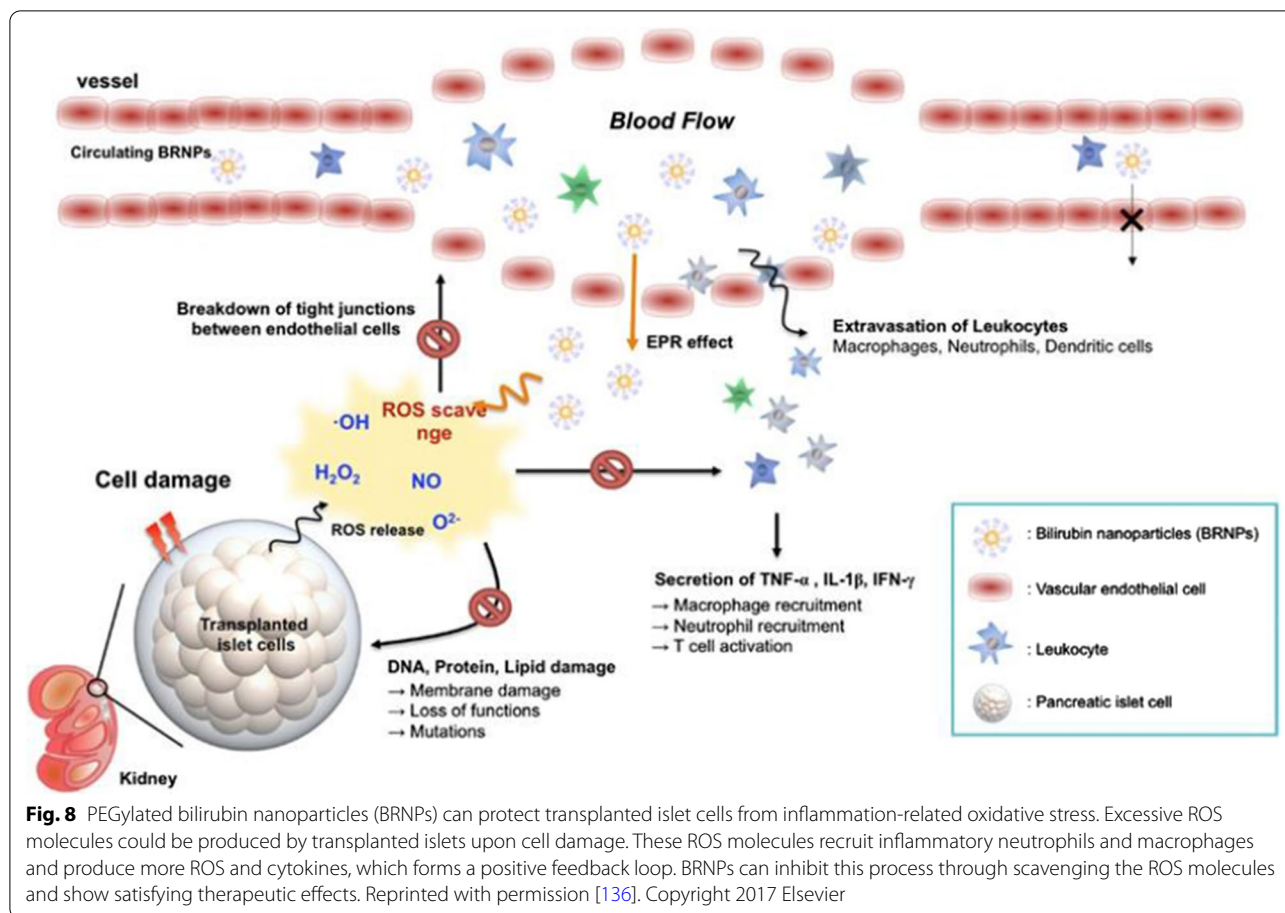 vessel
Blood Flow
Circulating BRNPs
Breakdown of tight junctions
between endothelial cells
EPR effect
Extravasation of Leukocytes
Macrophages, Neutrophils, Dendritic cells
ROS scave
nge
·OH
H₂O₂
NO
Cell damage
ROS release
O²⁻
: Bilirubin nanoparticles (BRNPs)
: Vascular endothelial cell
: Leukocyte
: Pancreatic islet cell
Secretion of TNF-α , IL-1β, IFN-γ
→ Macrophage recruitment
→ Neutrophil recruitment
→ T cell activation
Transplanted
islet cells
DNA, Protein, Lipid damage
→ Membrane damage
→ Loss of functions
→ Mutations
Kidney
Fig. 8 PEGylated bilirubin nanoparticles (BRNPs) can protect transplanted islet cells from inflammation-related oxidative stress. Excessive ROS
molecules could be produced by transplanted islets upon cell damage. These ROS molecules recruit inflammatory neutrophils and macrophages
and produce more ROS and cytokines, which forms a positive feedback loop. BRNPs can inhibit this process through scavenging the ROS molecules
and show satisfying therapeutic effects. Reprinted with permission [136]. Copyright 2017 Elsevier